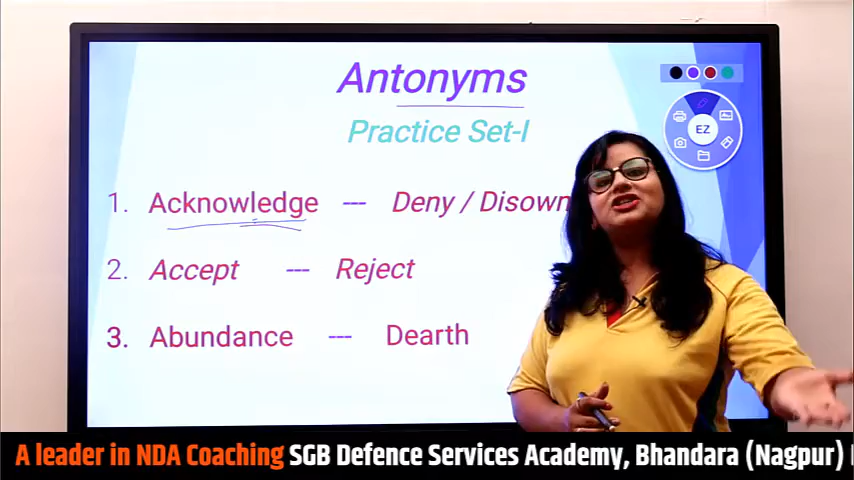 Antonyms
Practice Set-I
1. Acknowledge --- Deny / Disown
2. Accept --- Reject
3. Abundance --- Dearth
EZ
A leader in NDA Coaching SGB Defence Services Academy, Bhandara (Nagpur)